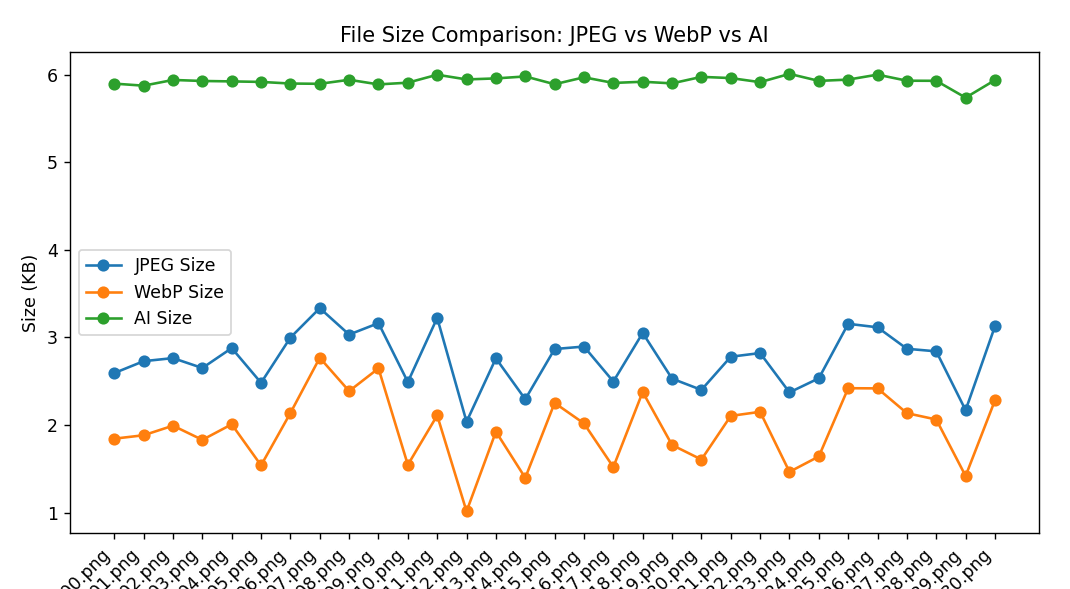 File Size Comparison: JPEG vs WebP vs AI
Size (KB)
6
5
4
3
2
1
JPEG Size
WebP Size
AI Size
00.png
01.png
02.png
03.png
04.png
05.png
06.png
07.png
08.png
09.png
10.png
11.png
12.png
13.png
14.png
15.png
16.png
17.png
18.png
19.png
20.png
21.png
22.png
23.png
24.png
25.png
26.png
27.png
28.png
29.png
30.png